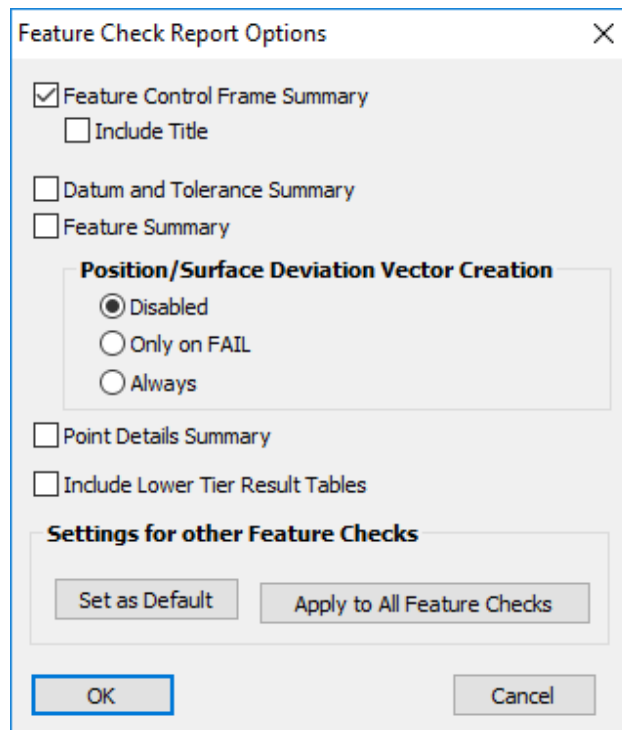 Feature Check Report Options
Feature Control Frame Summary
Include Title
Datum and Tolerance Summary
Feature Summary
Position/Surface Deviation Vector Creation
Disabled
Only on FAIL
Always
Point Details Summary
Include Lower Tier Result Tables
Settings for other Feature Checks
Set as Default
Apply to All Feature Checks
OK
Cancel